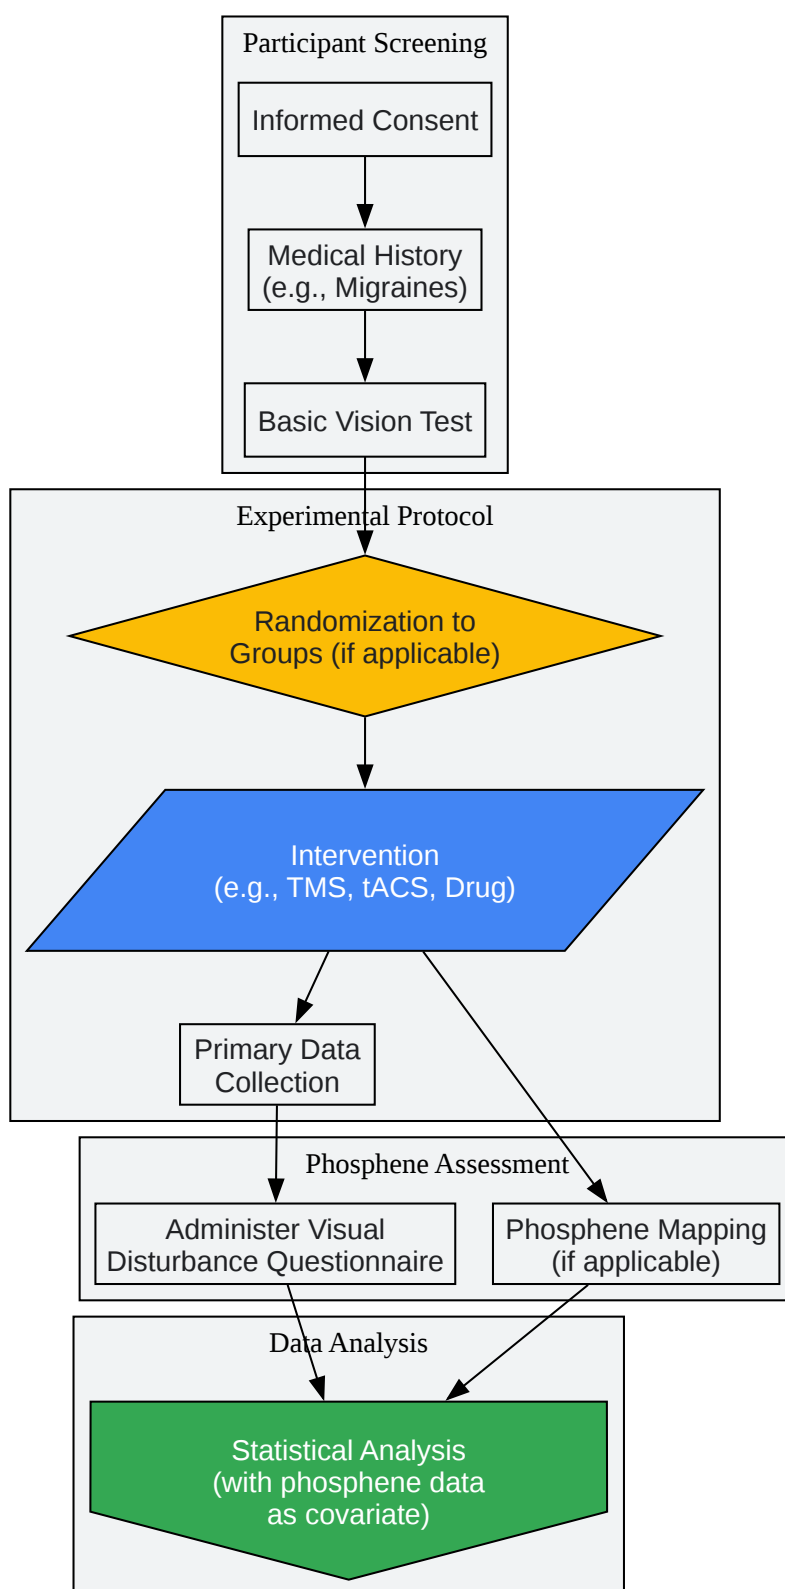 Participant Screening
Informed Consent
Medical History
(e.g., Migraines)
Basic Vision Test
Experimental Protocol
Randomization to
Groups (if applicable)
Intervention
(e.g., TMS, tACS, Drug)
Primary Data
Collection
Phosphene Assessment
Administer Visual
Disturbance Questionnaire
Phosphene Mapping
(if applicable)
Data Analysis
Statistical Analysis
(with phosphene data
as covariate)